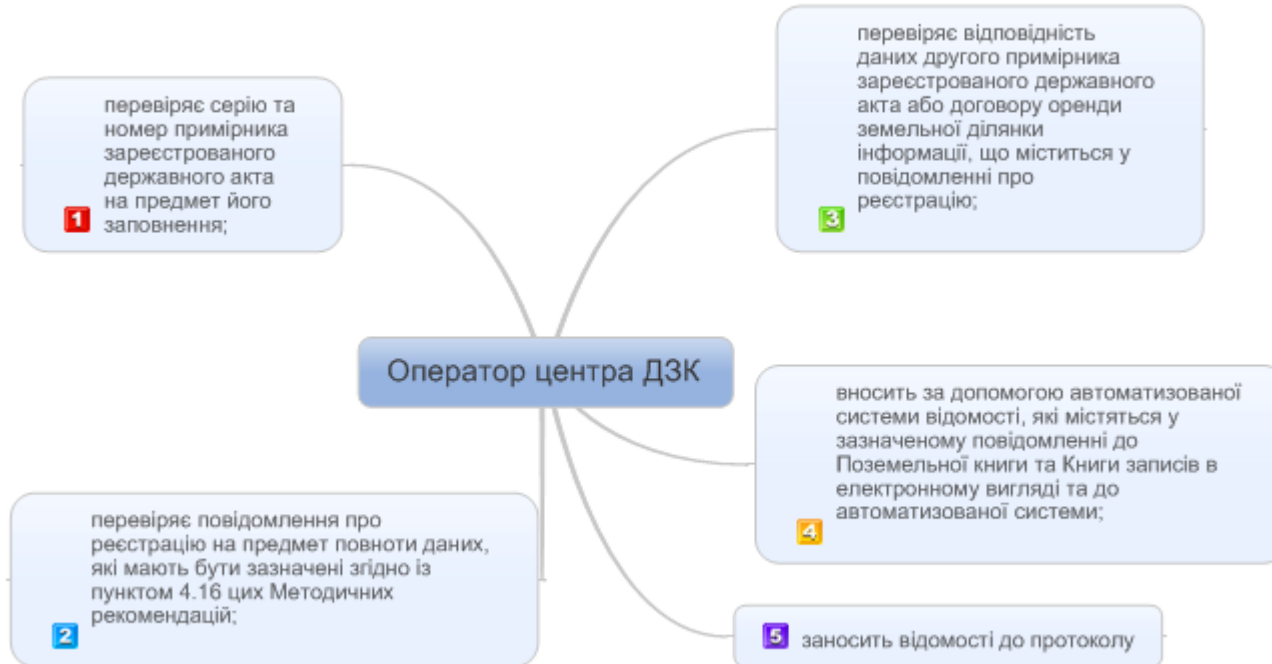 перевіряє серію та
номер примірника
зареєстрованого
державного акта
на предмет його
заповнення;
1
перевіряє повідомлення про
реєстрацію на предмет повноти даних,
які мають бути зазначені згідно із
пунктом 4.16 цих Методичних
рекомендацій;
2
Оператор центра ДЗК
перевіряє відповідність
даних другого примірника
зареєстрованого державного
акта або договору оренди
земельної ділянки
інформації, що міститься у
повідомленні про
реєстрацію;
3
вносить за допомогою автоматизованої
системи відомості, які містяться у
зазначеному повідомленні до
Поземельної книги та Книги записів в
електронному вигляді та до
автоматизованої системи;
4
5 заносить відомості до протоколу